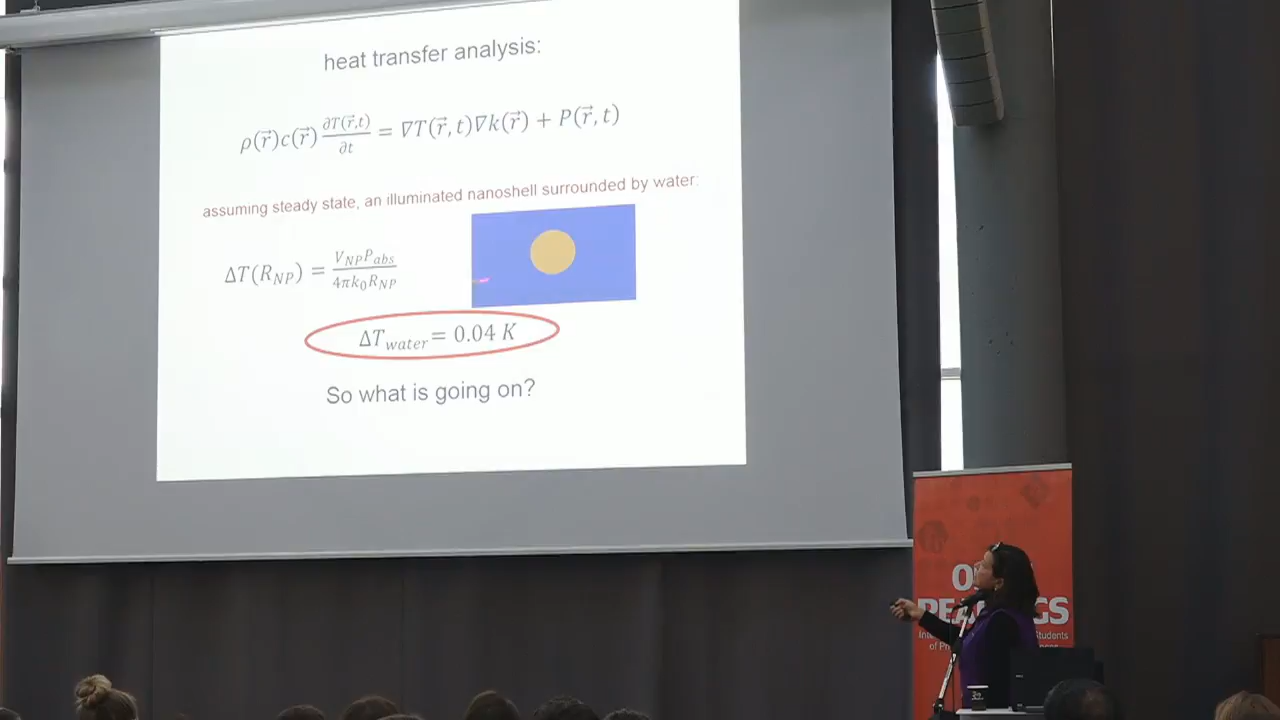 heat transfer analysis:
ρ(r⃗)c(r⃗) ∂T(r⃗,t)/∂t = ∇T(r⃗,t)∇k(r⃗) + P(r⃗,t)
assuming steady state, an illuminated nanoshell surrounded by water:
ΔT(R_NP) = V_NP P_abs / 4πk_0 R_NP
ΔT_water = 0.04 K
So what is going on?